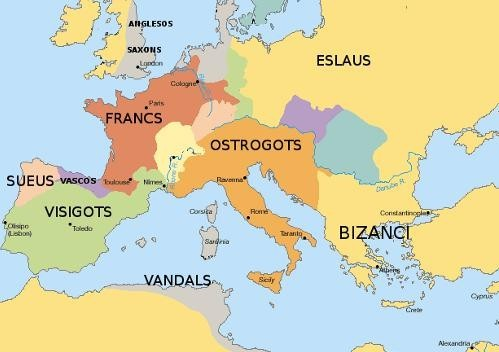 ANGLESOS
SAXONS
London
ESLAUS
Cologne
Paris
FRANCS
OSTROGOTS
SUEUS
VASCOS
Toulouse
Nîmes
Ravenna
Danube R.
VISIGOTS
Corsica
Rome
Constantinople
Olisipo
(Lisbon)
Toledo
Taranto
BIZANCI
Sardinia
Athens
VANDALS
Sicily
Crete
Cyprus
Alexandria